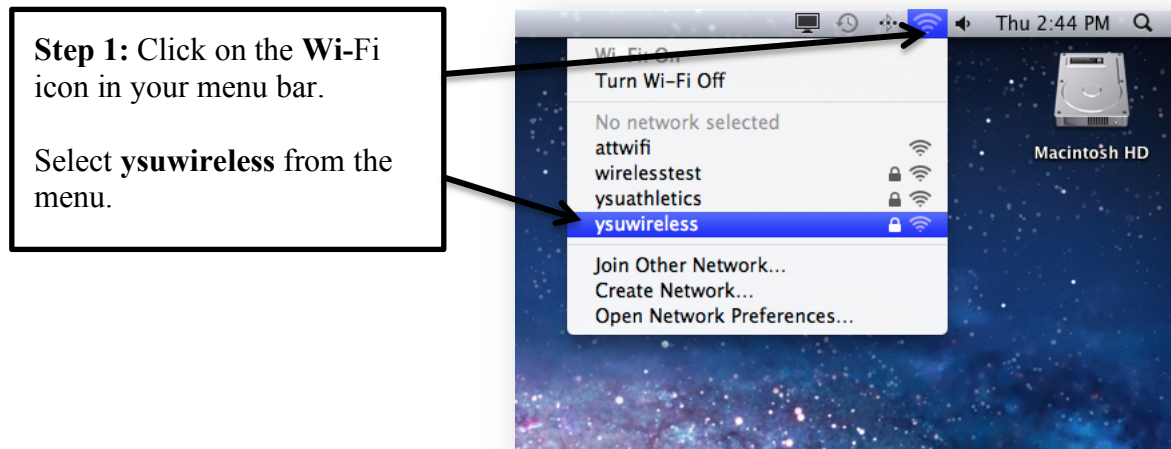 Step 1: Click on the Wi-Fi
icon in your menu bar.
Select ysuwireless from the
menu.
Thu 2:44 PM
Wi-Fi: On
Turn Wi-Fi Off
No network selected
attwifi
wirelesstest
ysuathletics
ysuwireless
Join Other Network...
Create Network...
Open Network Preferences...
Macintosh HD